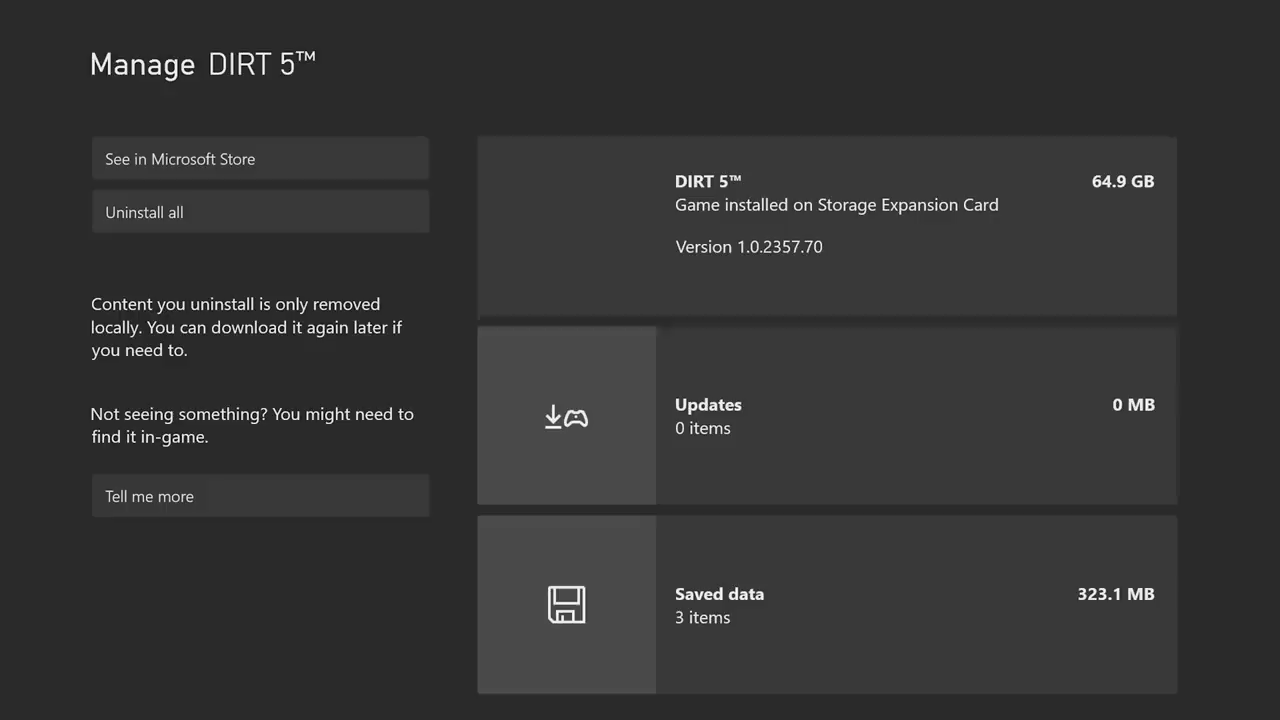 Manage DIRT 5™
See in Microsoft Store
Uninstall all
Content you uninstall is only removed
locally. You can download it again later if
you need to.
Not seeing something? You might need to
find it in-game.
Tell me more
DIRT 5™ 64.9 GB
Game installed on Storage Expansion Card
Version 1.0.2357.70
Updates 0 MB
0 items
Saved data 323.1 MB
3 items